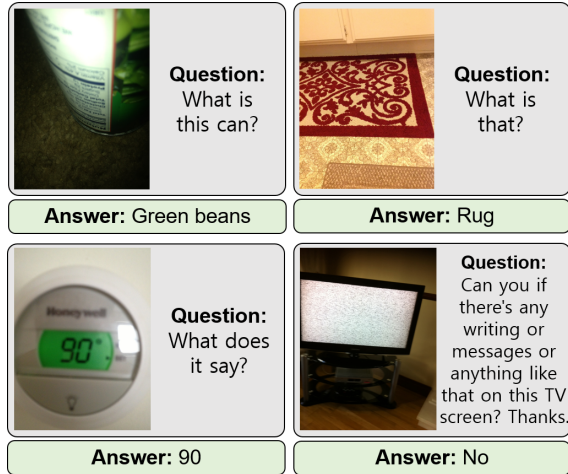 Question:
What is
this can?
Answer: Green beans
Question:
What is
that?
Answer: Rug
Honeywell
90°
Question:
What does
it say?
Answer: 90
Question:
Can you if
there's any
writing or
messages or
anything like
that on this TV
screen? Thanks.
Answer: No